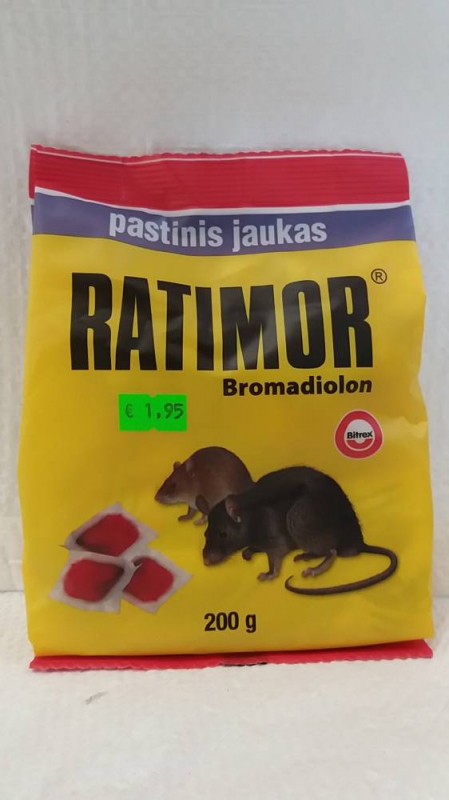 pastinis jaukas
RATIMOR®
Bromadiolon
€ 1,95
Bitrex
200 g